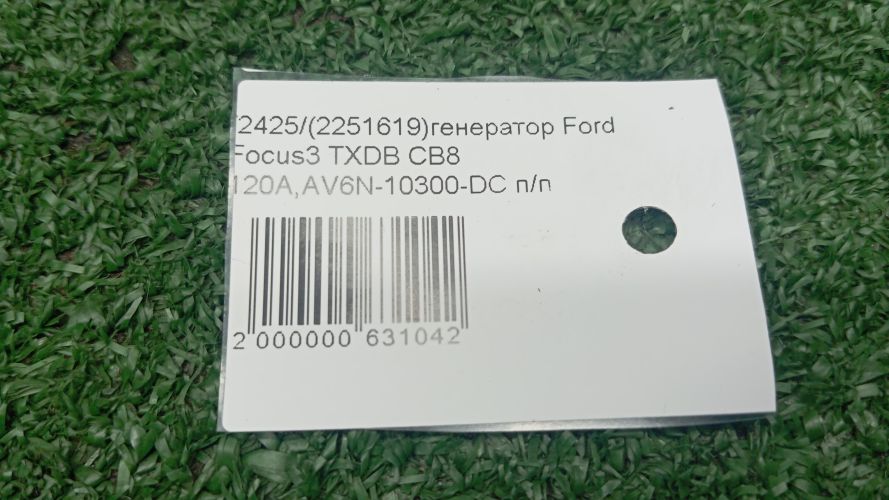 2425/(2251619)генератор Ford
Focus3 TXDB CB8
120A,AV6N-10300-DC п/п
2 000000 631042